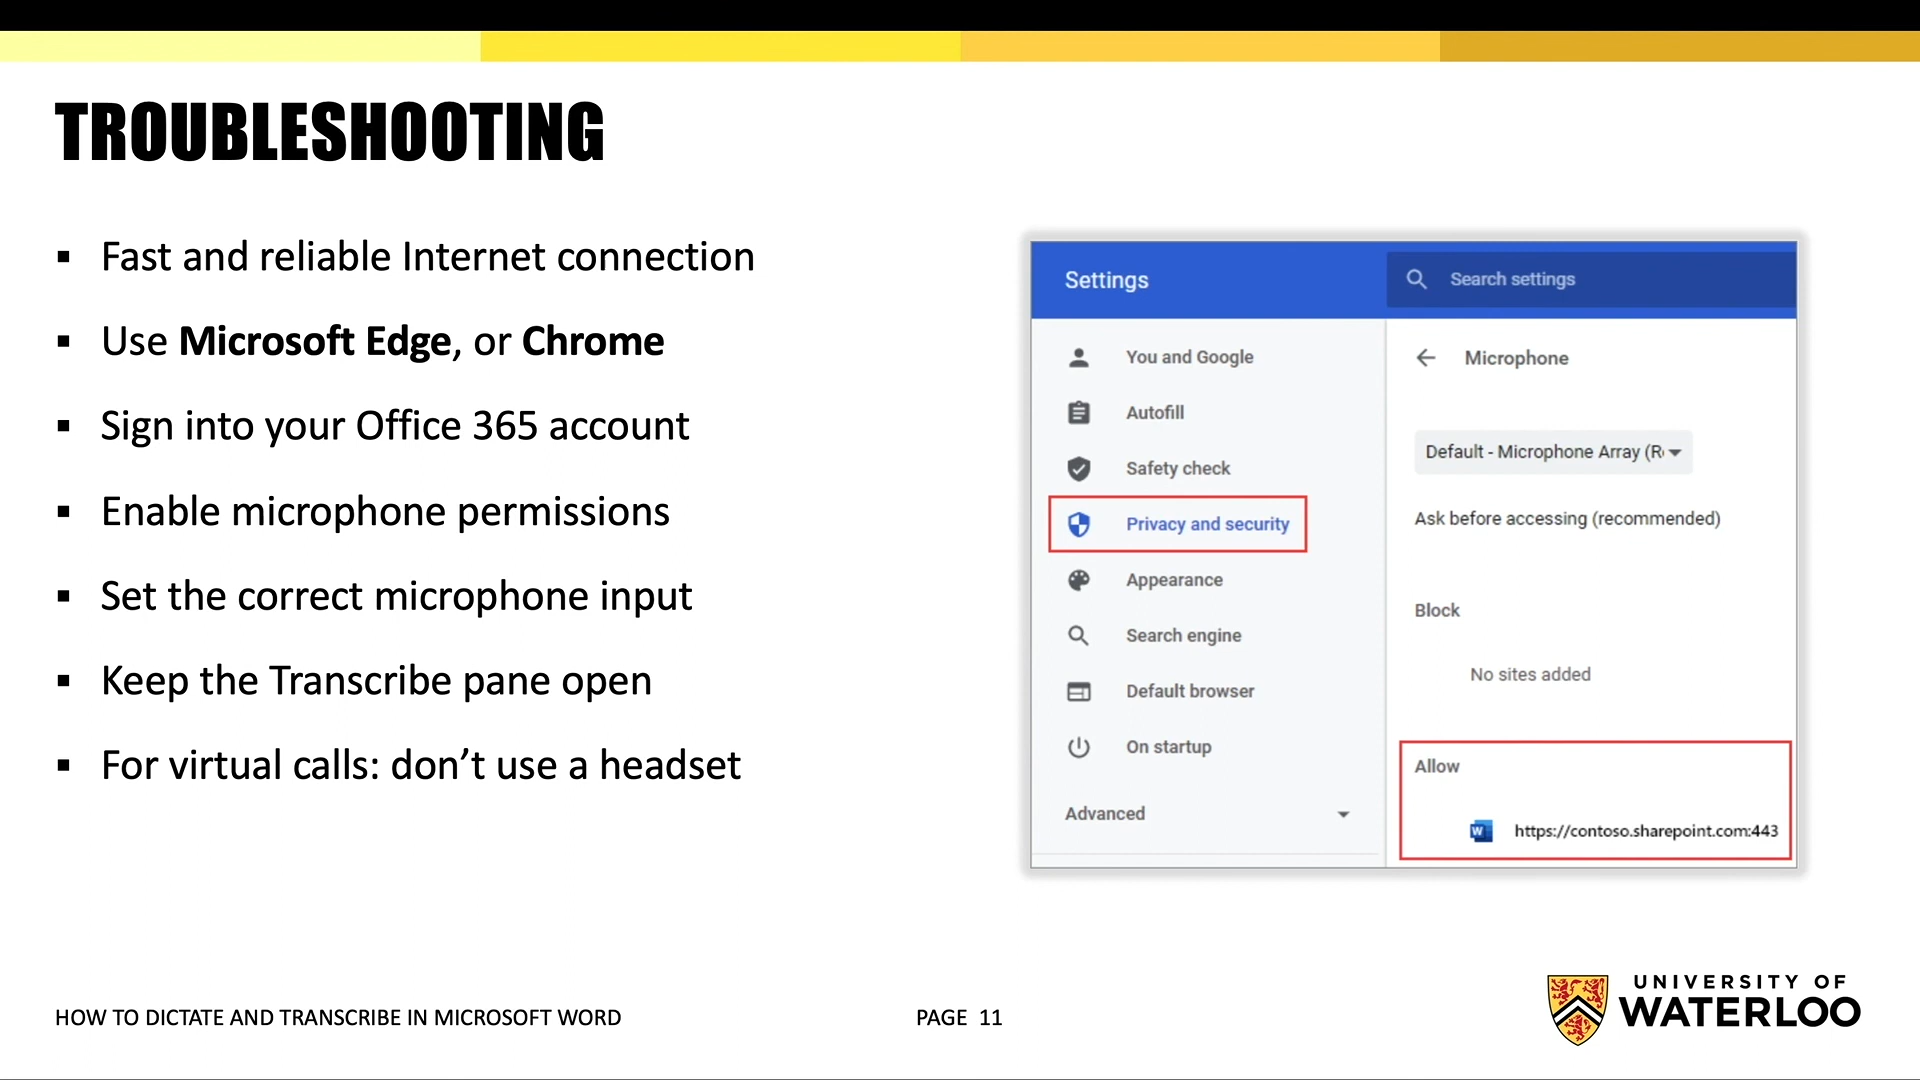 TROUBLESHOOTING
▪ Fast and reliable Internet connection
▪ Use Microsoft Edge, or Chrome
▪ Sign into your Office 365 account
▪ Enable microphone permissions
▪ Set the correct microphone input
▪ Keep the Transcribe pane open
▪ For virtual calls: don’t use a headset
Settings
Search settings
You and Google
Autofill
Safety check
Privacy and security
Appearance
Search engine
Default browser
On startup
Advanced
Microphone
Default - Microphone Array (R
Ask before accessing (recommended)
Block
No sites added
Allow
W https://contoso.sharepoint.com:443
HOW TO DICTATE AND TRANSCRIBE IN MICROSOFT WORD
PAGE 11
UNIVERSITY OF
WATERLOO